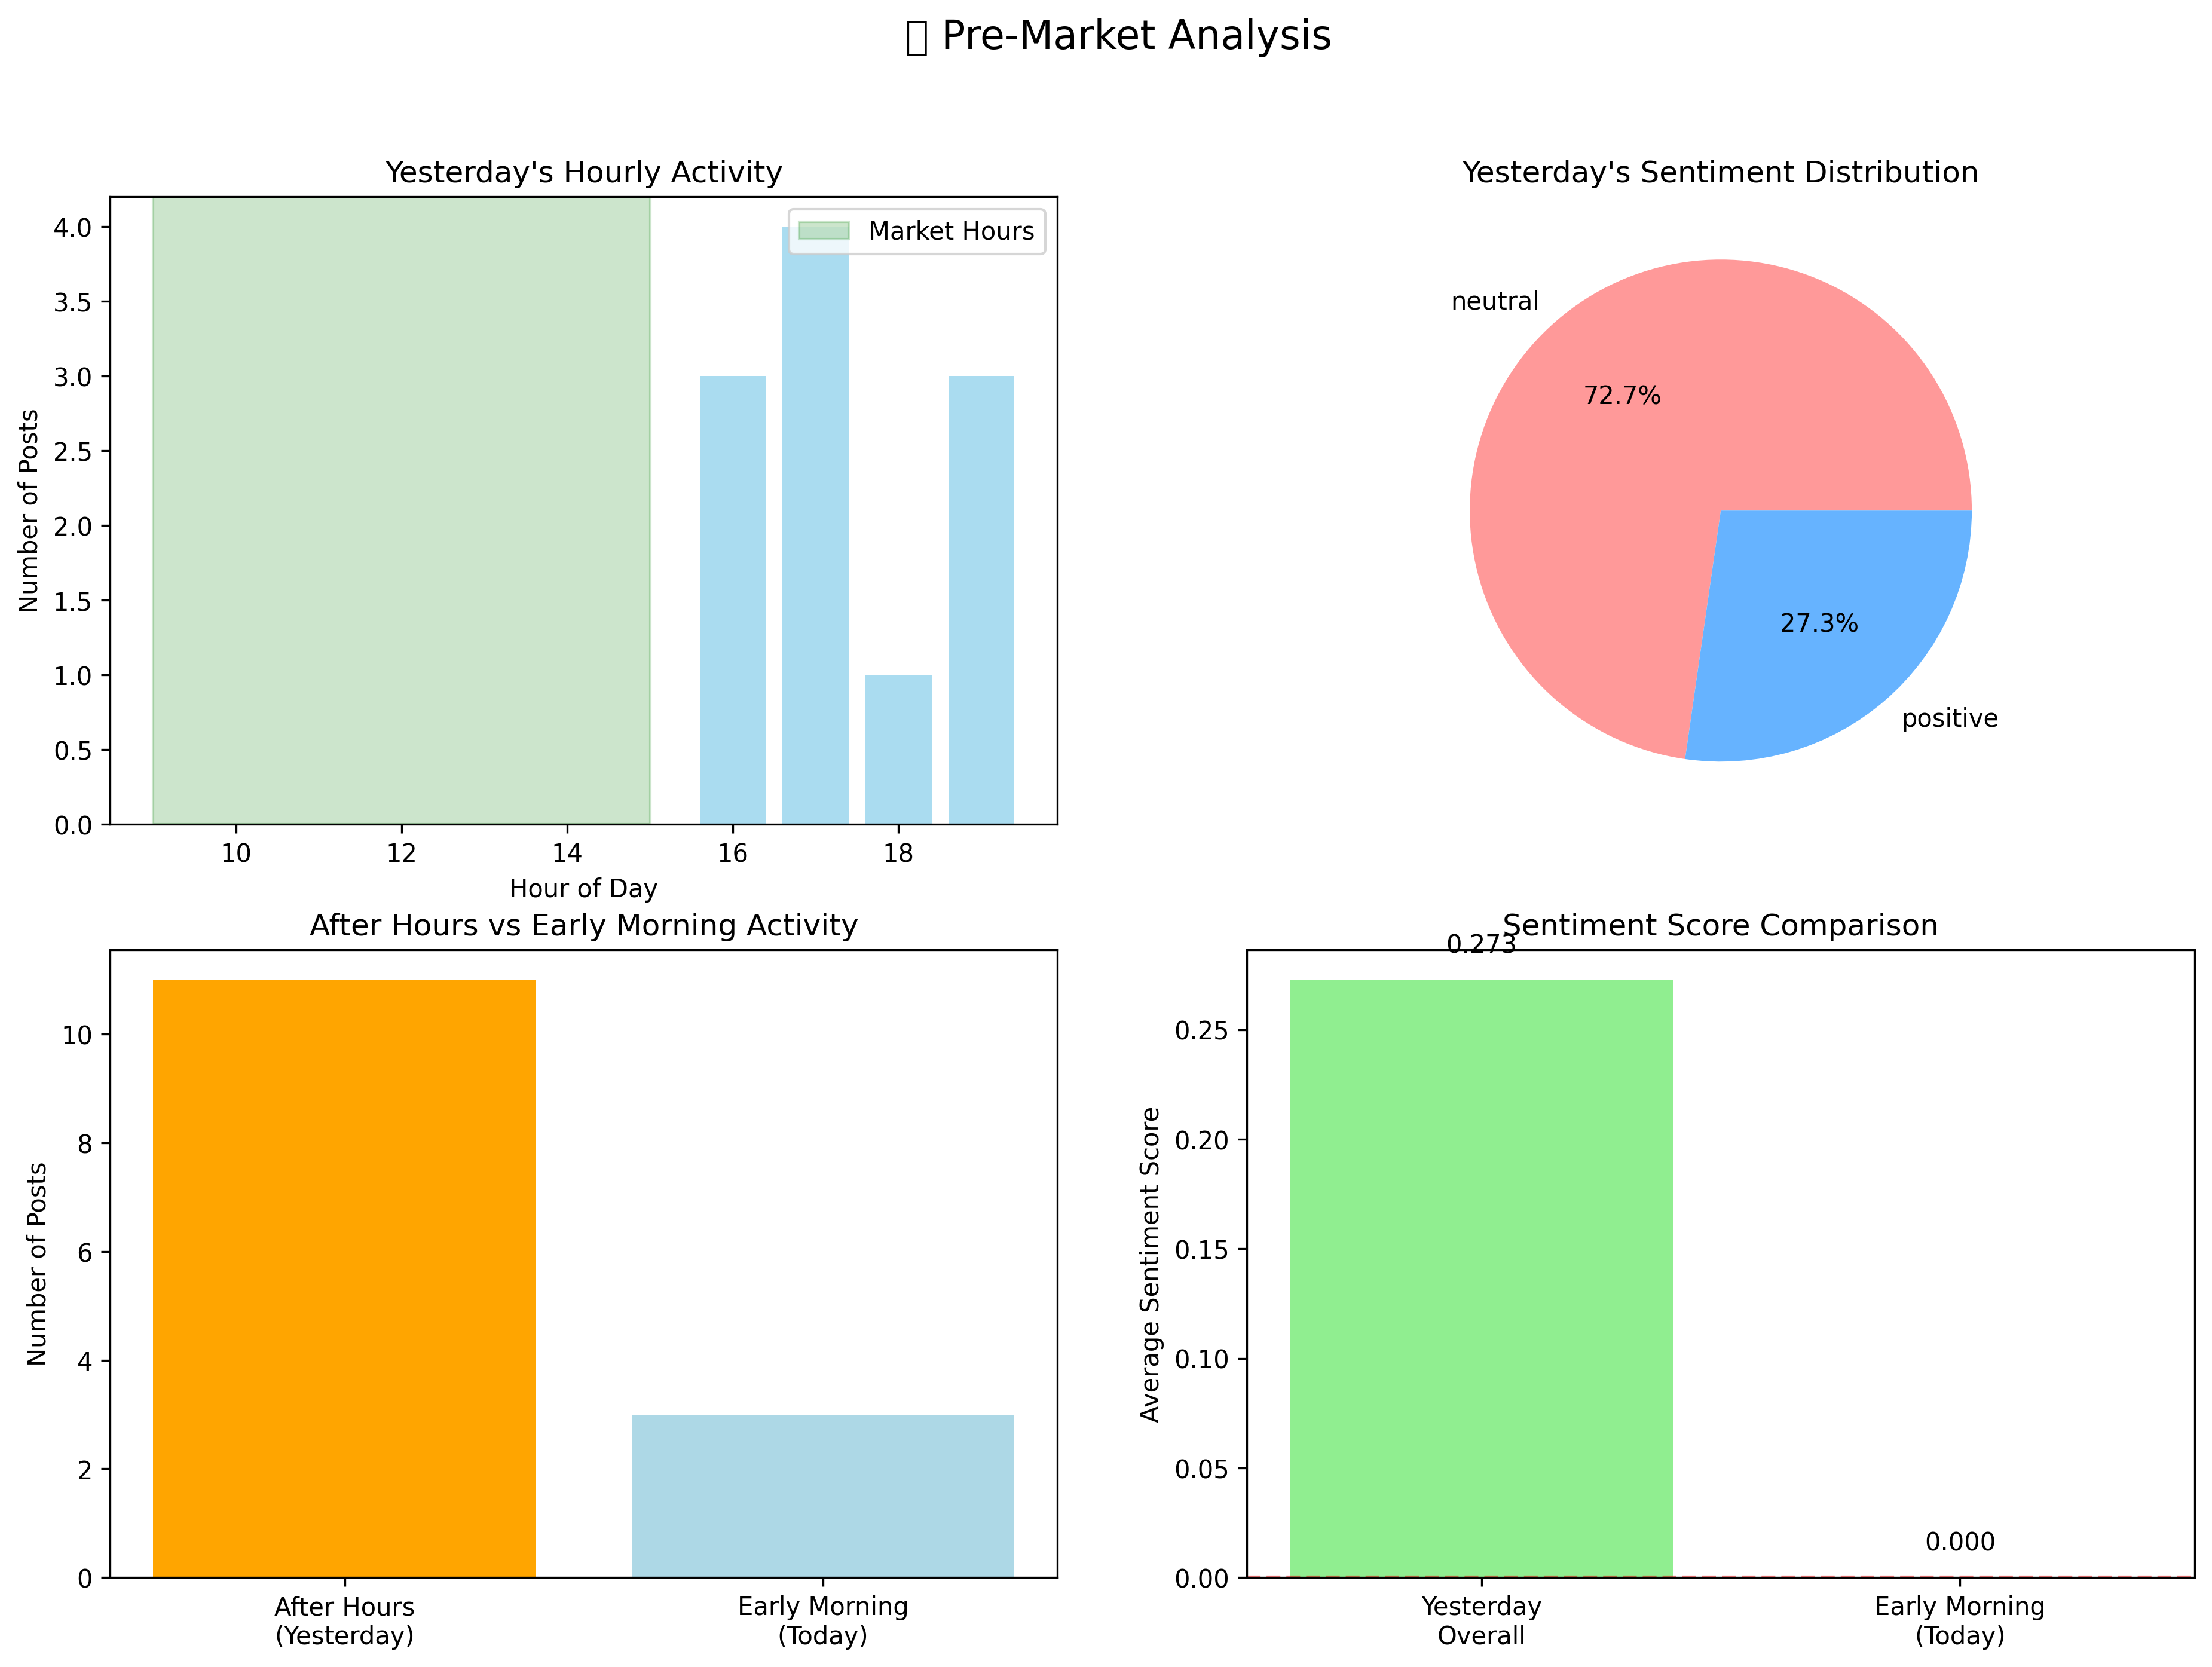 ▯ Pre-Market Analysis
Yesterday's Hourly Activity
Number of Posts
4.0
3.5
3.0
2.5
2.0
1.5
1.0
0.5
0.0
Market Hours
10 12 14 16 18
Hour of Day
Yesterday's Sentiment Distribution
neutral
72.7%
27.3%
positive
After Hours vs Early Morning Activity
Number of Posts
10
8
6
4
2
0
After Hours
(Yesterday)
Early Morning
(Today)
Sentiment Score Comparison
0.273
Average Sentiment Score
0.25
0.20
0.15
0.10
0.05
0.00
0.000
Yesterday
Overall
Early Morning
(Today)